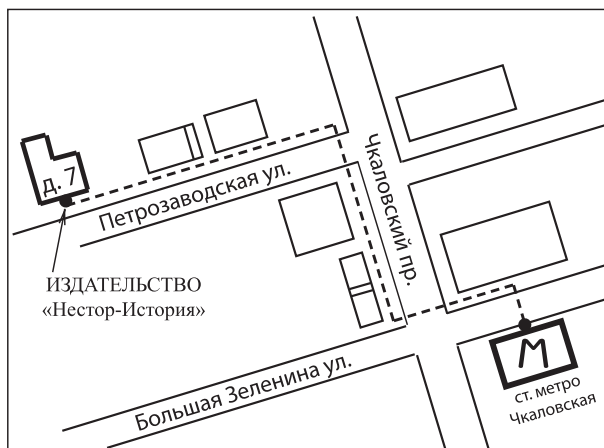 д. 7
Петрозаводская ул.
Чкаловский пр.
ИЗДАТЕЛЬСТВО
«Нестор-История»
Большая Зеленина ул.
М
ст. метро
Чкаловская